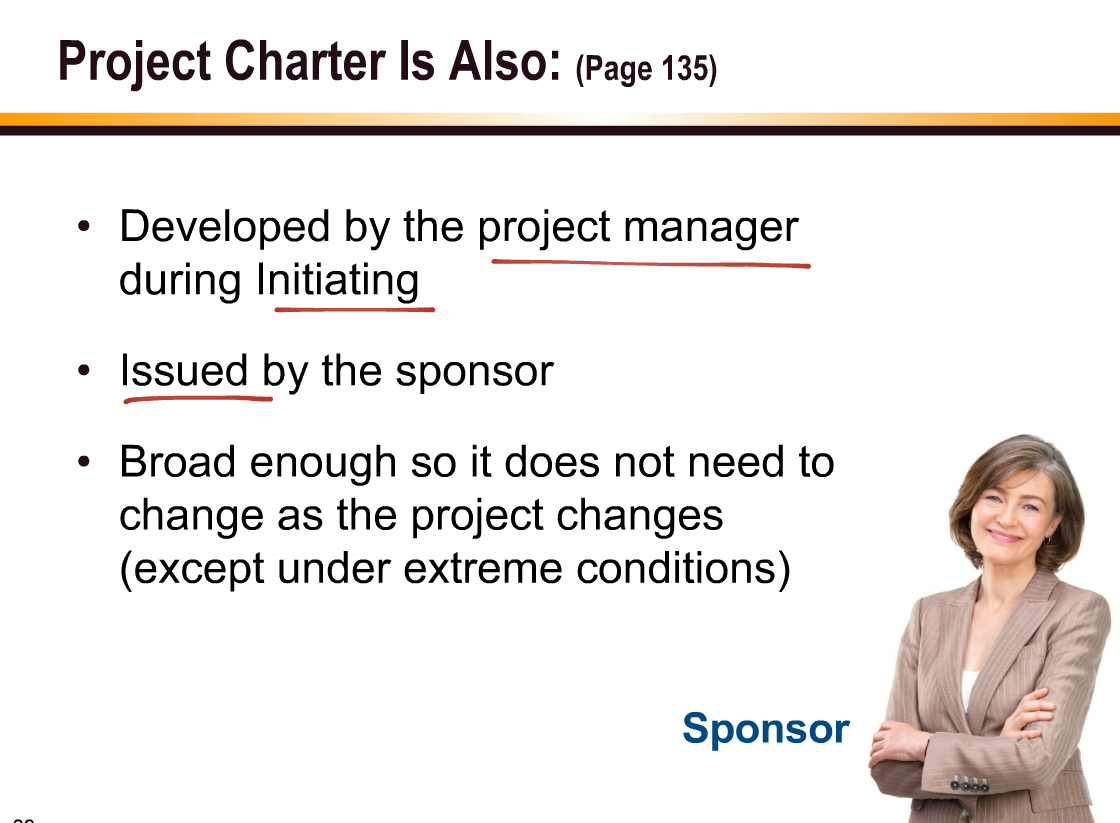 Project Charter Is Also: (Page 135)
• Developed by the project manager
during Initiating
• Issued by the sponsor
• Broad enough so it does not need to
change as the project changes
(except under extreme conditions)
Sponsor